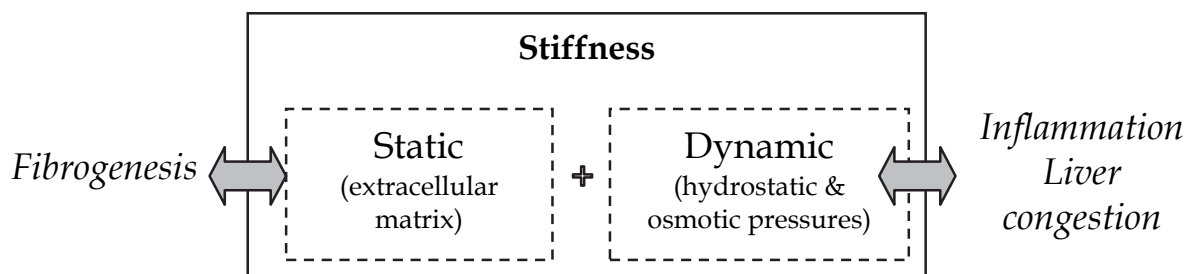 Stiffness
Fibrogenesis
Static
(extracellular
matrix)
+
Dynamic
(hydrostatic &
osmotic pressures)
Inflammation
Liver
congestion